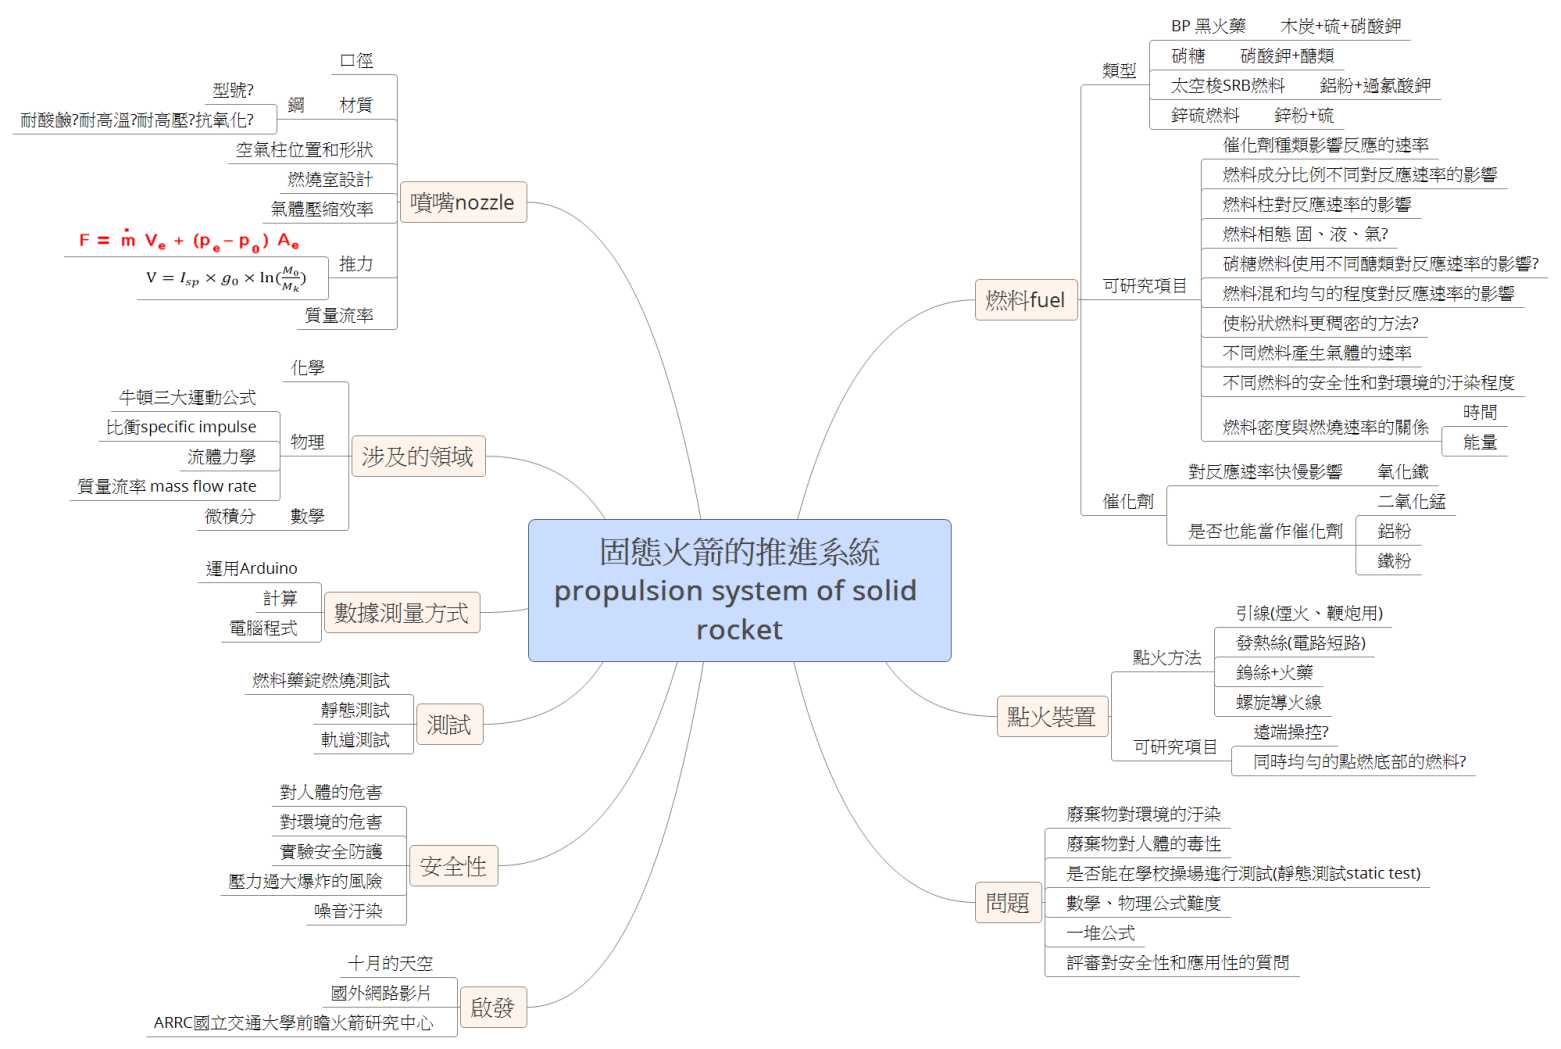 固態火箭的推進系統
propulsion system of solid
rocket
噴嘴nozzle
口徑
材質
鋼
型號?
耐酸鹼?耐高溫?耐高壓?抗氧化?
空氣柱位置和形狀
燃燒室設計
氣體壓縮效率
推力
F = ṁ Vₑ + (pₑ – p₀) Aₑ
V = Iₛₚ × g₀ × ln(M₀/Mₖ)
質量流率
涉及的領域
化學
物理
牛頓三大運動公式
比衝specific impulse
流體力學
質量流率 mass flow rate
數學
微積分
數據測量方式
運用Arduino
計算
電腦程式
測試
燃料藥錠燃燒測試
靜態測試
軌道測試
安全性
對人體的危害
對環境的危害
實驗安全防護
壓力過大爆炸的風險
噪音汙染
啟發
十月的天空
國外網路影片
ARRC國立交通大學前瞻火箭研究中心
燃料fuel
類型
BP 黑火藥 木炭+硫+硝酸鉀
硝糖 硝酸鉀+醣類
太空梭SRB燃料 鋁粉+過氯酸鉀
鋅硫燃料 鋅粉+硫
可研究項目
催化劑種類影響反應的速率
燃料成分比例不同對反應速率的影響
燃料柱對反應速率的影響
燃料相態 固、液、氣?
硝糖燃料使用不同醣類對反應速率的影響?
燃料混和均勻的程度對反應速率的影響
使粉狀燃料更稠密的方法?
不同燃料產生氣體的速率
不同燃料的安全性和對環境的汙染程度
燃料密度與燃燒速率的關係
時間
能量
催化劑
對反應速率快慢影響 氧化鐵
是否也能當作催化劑
二氧化錳
鋁粉
鐵粉
點火裝置
點火方法
引線(煙火、鞭炮用)
發熱絲(電路短路)
鎢絲+火藥
螺旋導火線
可研究項目
遠端操控?
同時均勻的點燃底部的燃料?
問題
廢棄物對環境的汙染
廢棄物對人體的毒性
是否能在學校操場進行測試(靜態測試static test)
數學、物理公式難度
一堆公式
評審對安全性和應用性的質問